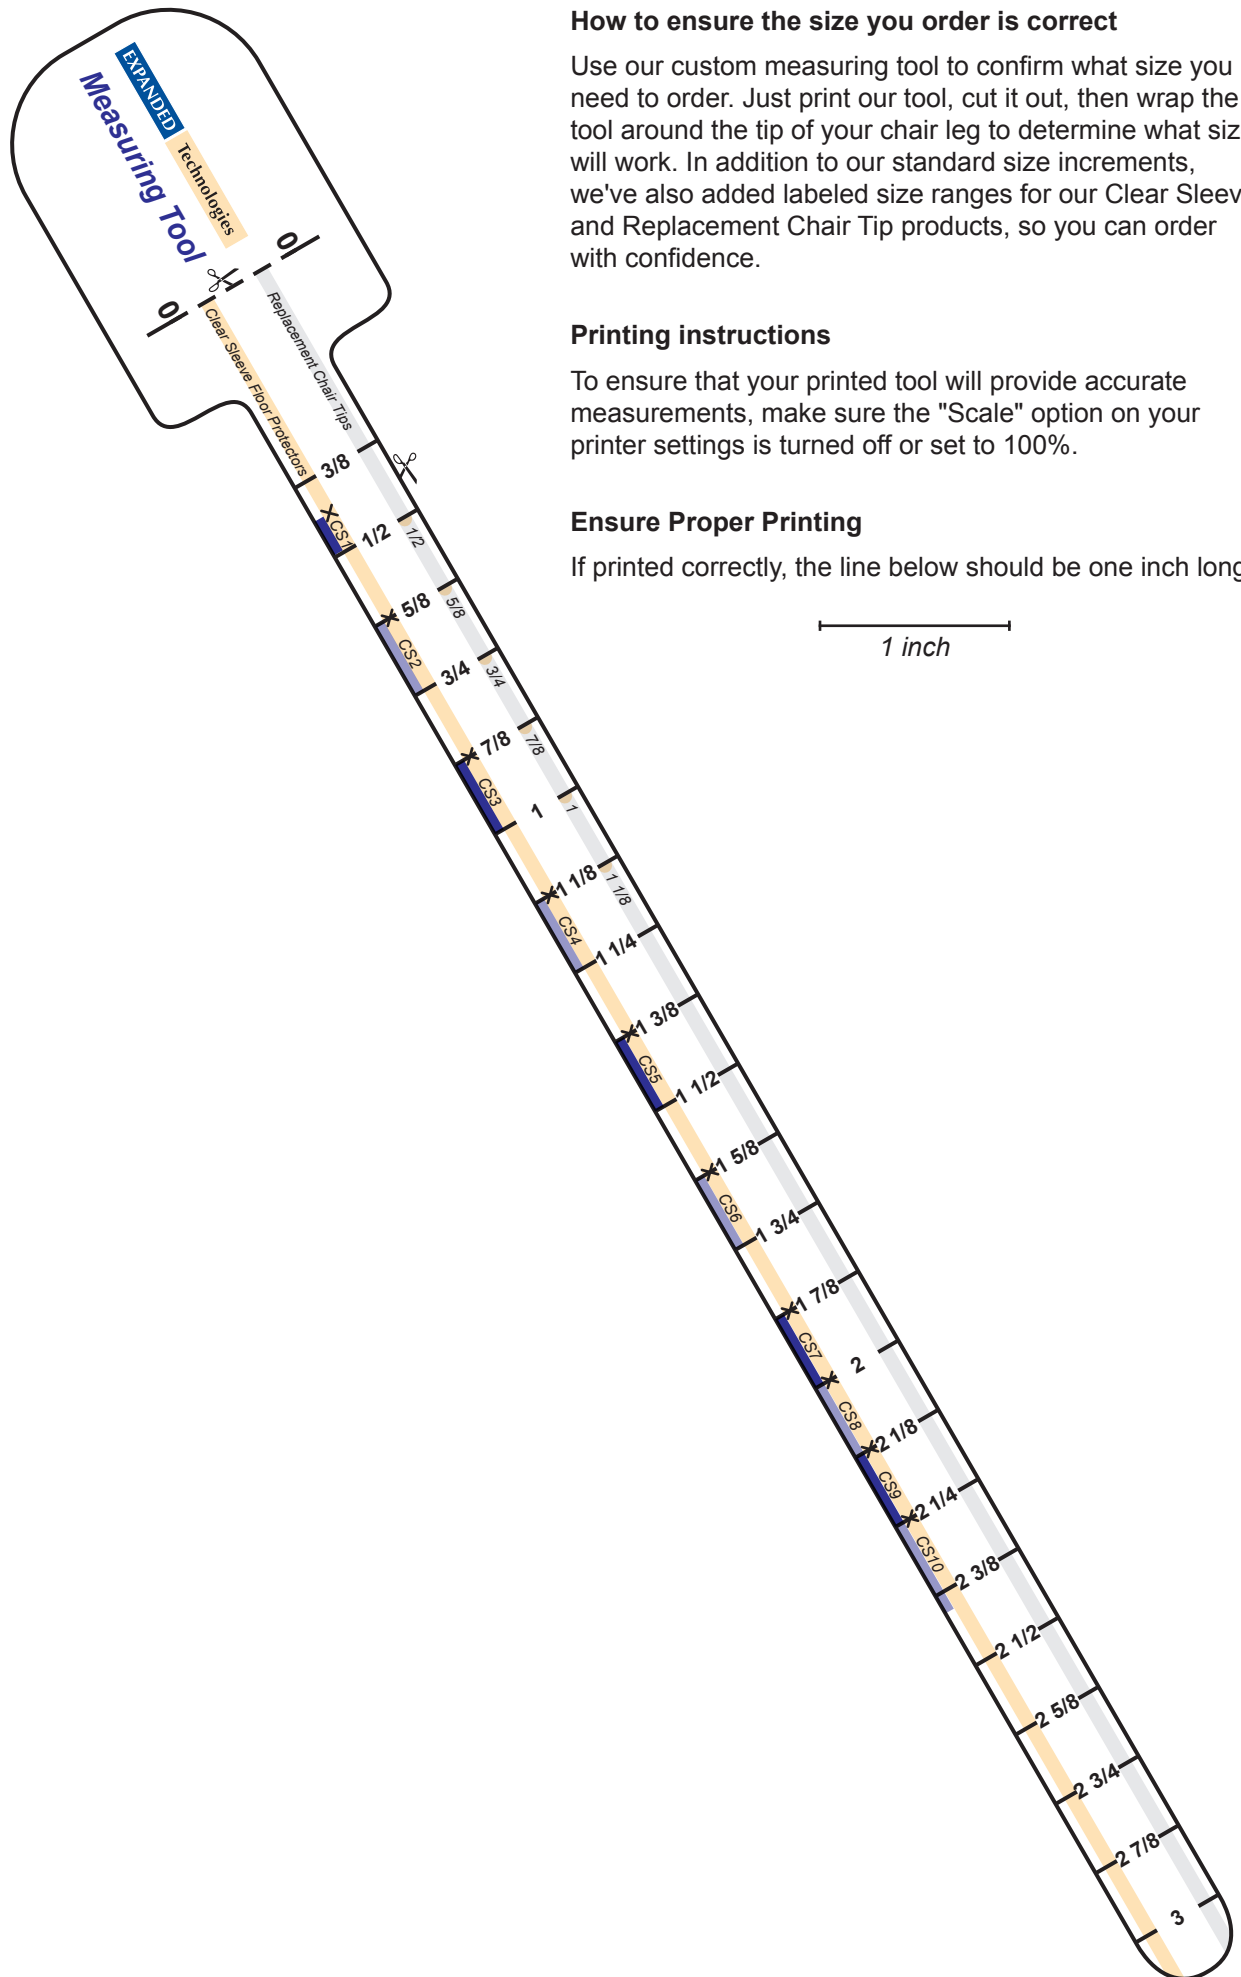 How to ensure the size you order is correct
Use our custom measuring tool to confirm what size you
need to order. Just print our tool, cut it out, then wrap the
tool around the tip of your chair leg to determine what siz
will work. In addition to our standard size increments,
we've also added labeled size ranges for our Clear Sleev
and Replacement Chair Tip products, so you can order
with confidence.
Printing instructions
To ensure that your printed tool will provide accurate
measurements, make sure the "Scale" option on your
printer settings is turned off or set to 100%.
Ensure Proper Printing
If printed correctly, the line below should be one inch long
1 inch
EXPANDED Technologies
Measuring Tool
0
0
Replacement Chair Tips
Clear Sleeve Floor Protectors
3/8
CS1
1/2
1/2
5/8
5/8
CS2
3/4
3/4
7/8
7/8
CS3
1
1
1 1/8
1 1/8
CS4
1 1/4
1 3/8
CS5
1 1/2
1 5/8
CS6
1 3/4
1 7/8
CS7
2
CS8
2 1/8
CS9
2 1/4
CS10
2 3/8
2 1/2
2 5/8
2 3/4
2 7/8
3